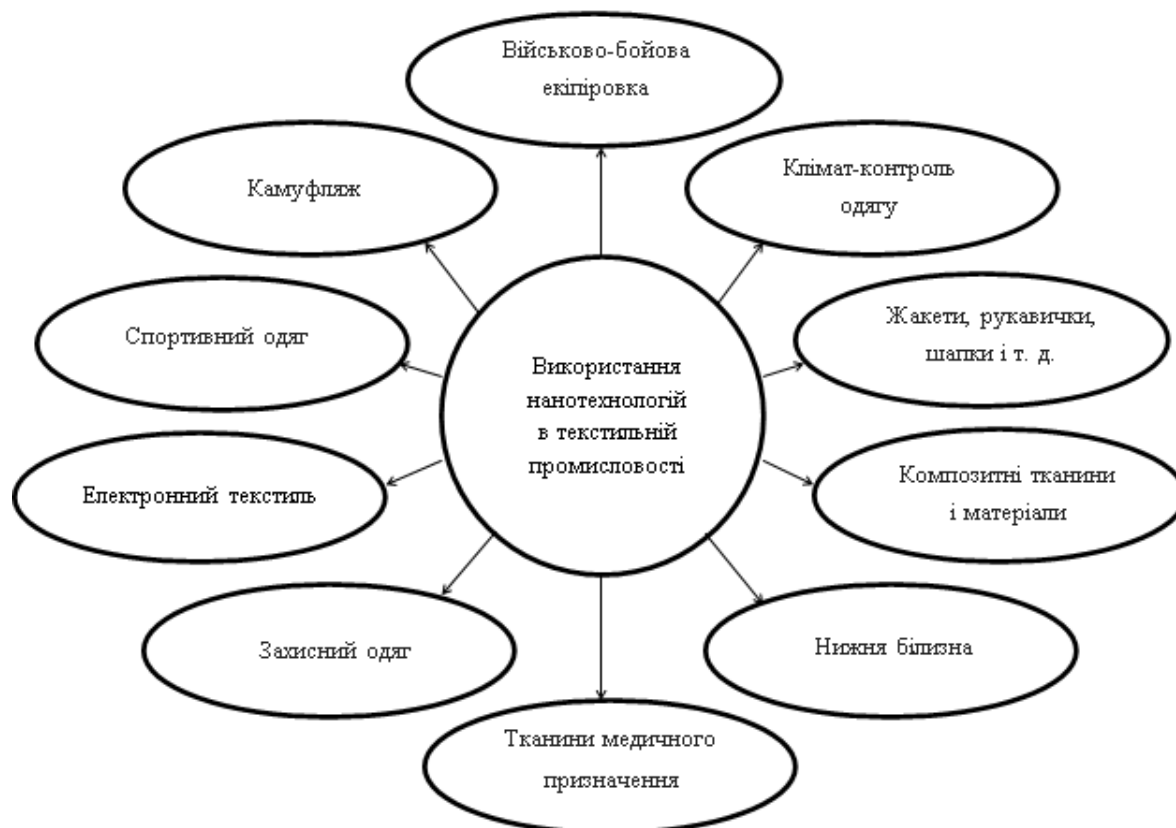 Військово-бойова
екіпіровка
Камуфляж
Клімат-контроль
одягу
Спортивний одяг
Жакети, рукавички,
шапки і т. д.
Використання
нанотехнологій
в текстильній
промисловості
Електронний текстиль
Композитні тканини
і матеріали
Захисний одяг
Нижня білизна
Тканини медичного
призначення